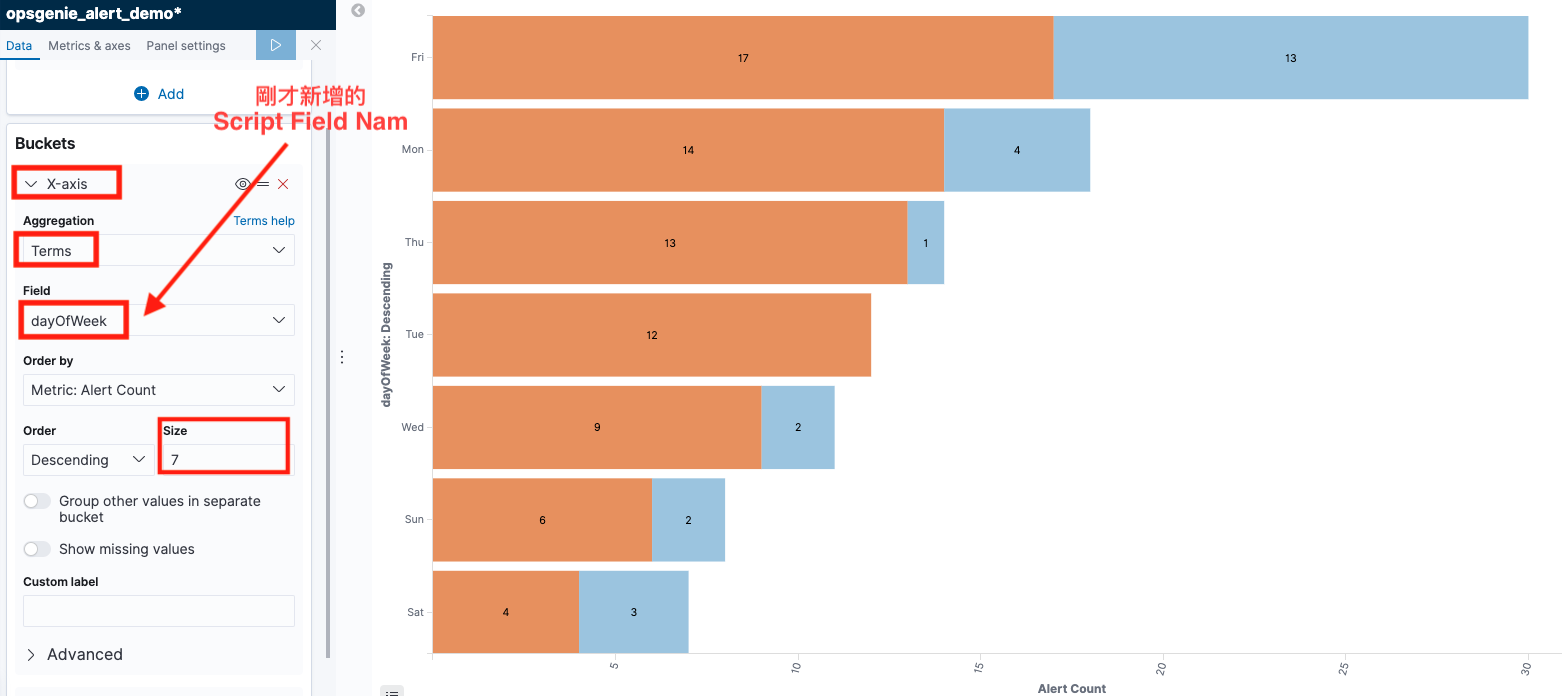 opsgenie_alert_demo*
Data Metrics & axes Panel settings
Add
剛才新增的
Script Field Nam
Buckets
X-axis
Aggregation
Terms help
Terms
Field
dayOfWeek
Order by
Metric: Alert Count
Order
Size
Descending
7
Group other values in separate
bucket
Show missing values
Custom label
Advanced
dayOfWeek: Descending
Fri
17
13
Mon
14
4
Thu
13
1
Tue
12
Wed
9
2
Sun
6
2
Sat
4
3
5
10
15
20
25
30
Alert Count